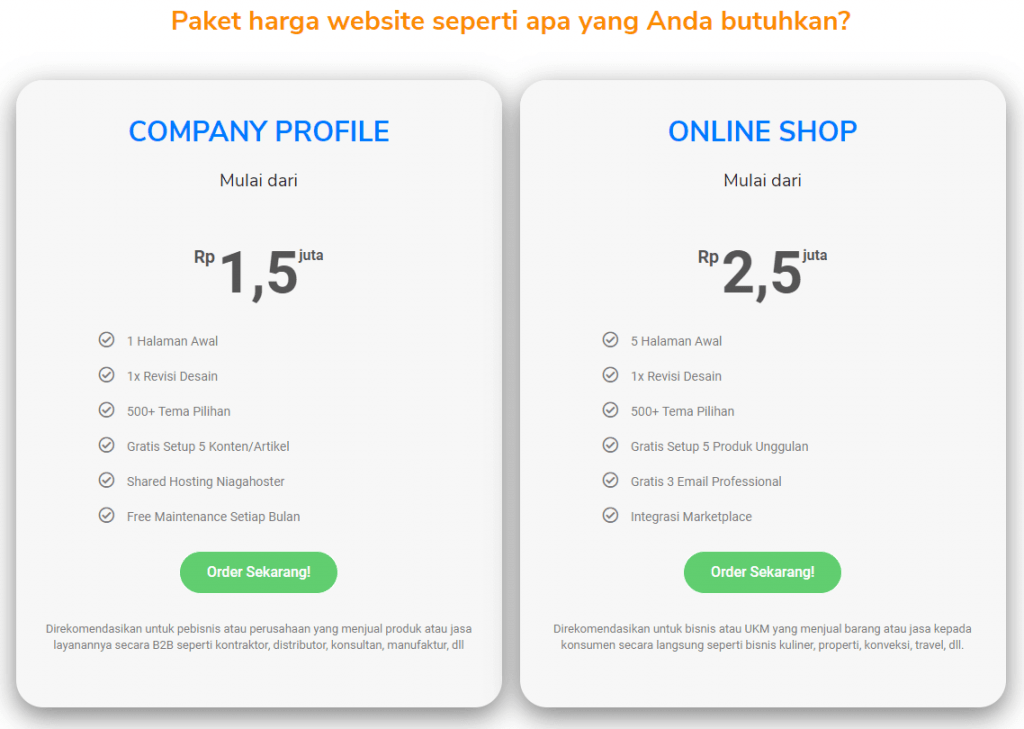 Paket harga website seperti apa yang Anda butuhkan?
COMPANY PROFILE
Mulai dari
Rp 1,5 juta
1 Halaman Awal
1x Revisi Desain
500+ Tema Pilihan
Gratis Setup 5 Konten/Artikel
Shared Hosting Niagahoster
Free Maintenance Setiap Bulan
Order Sekarang!
Direkomendasikan untuk pebisnis atau perusahaan yang menjual produk atau jasa
layanannya secara B2B seperti kontraktor, distributor, konsultan, manufaktur, dll
ONLINE SHOP
Mulai dari
Rp 2,5 juta
5 Halaman Awal
1x Revisi Desain
500+ Tema Pilihan
Gratis Setup 5 Produk Unggulan
Gratis 3 Email Professional
Integrasi Marketplace
Order Sekarang!
Direkomendasikan untuk bisnis atau UKM yang menjual barang atau jasa kepada
konsumen secara langsung seperti bisnis kuliner, properti, konveksi, travel, dll.